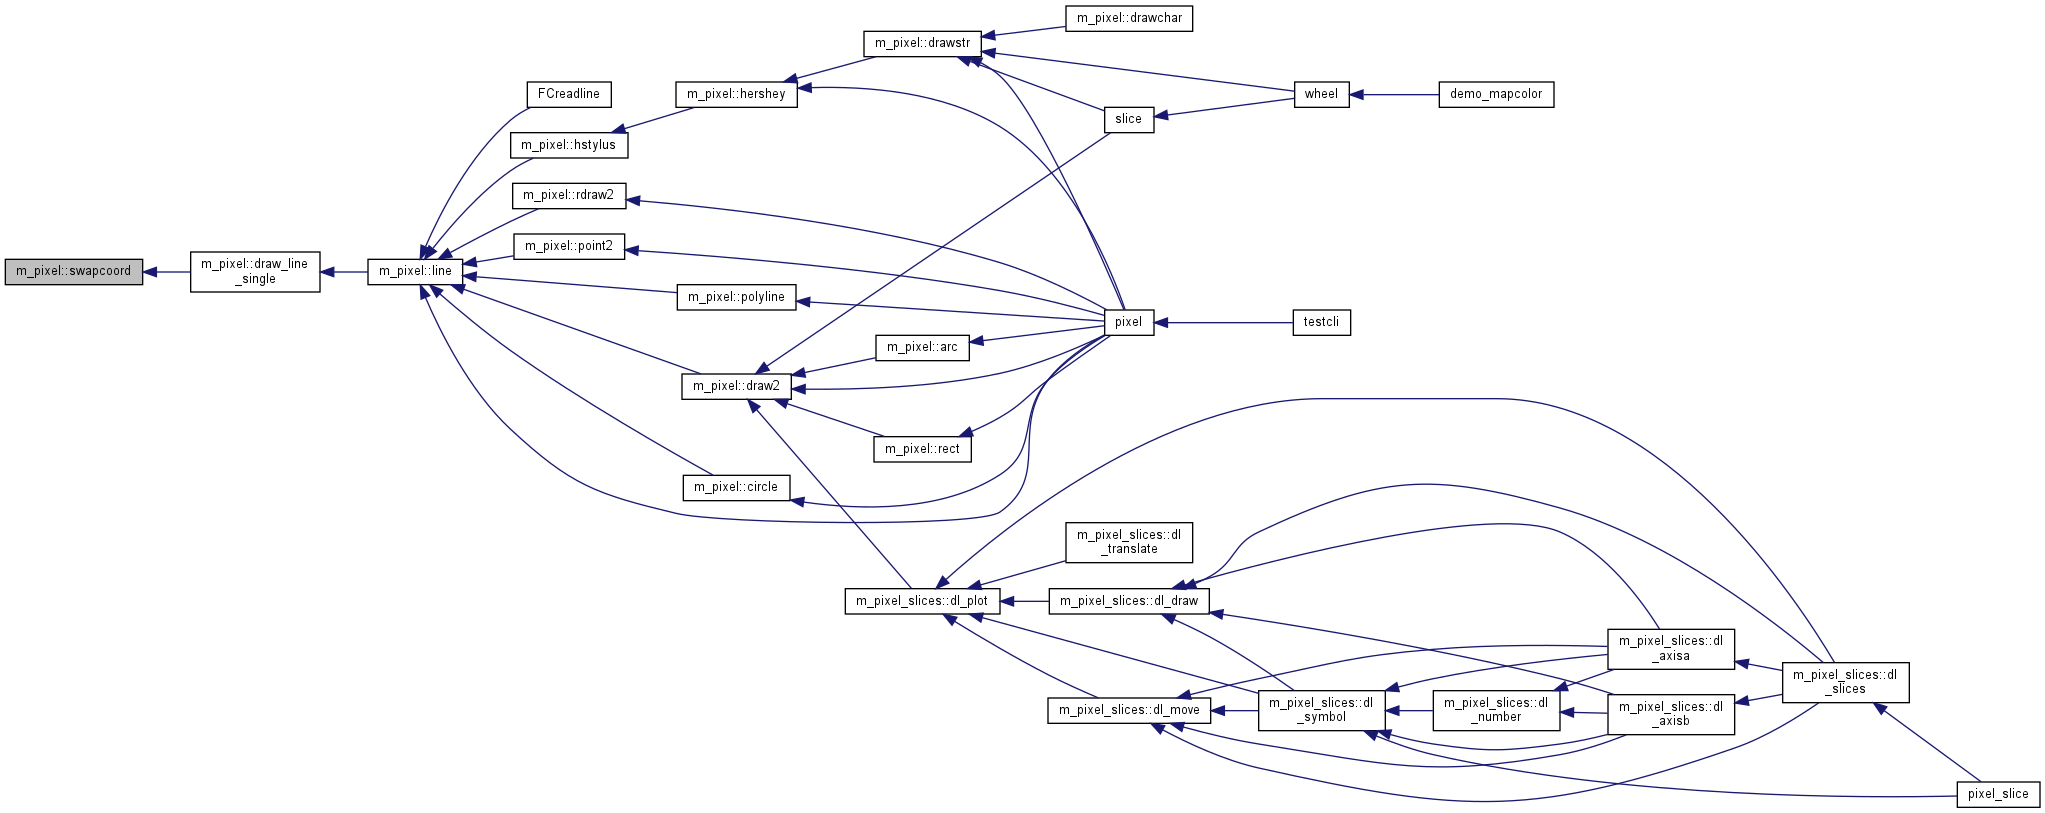 m_pixel::swapcoord
m_pixel::draw_line
_single
m_pixel::line
FCreadline
m_pixel::hstylus
m_pixel::rdraw2
m_pixel::point2
m_pixel::hershey
m_pixel::polyline
m_pixel::draw2
m_pixel::circle
m_pixel::drawstr
m_pixel::arc
m_pixel::rect
m_pixel_slices::dl_plot
m_pixel::drawchar
slice
pixel
m_pixel_slices::dl
_translate
m_pixel_slices::dl_draw
m_pixel_slices::dl_move
wheel
testcli
m_pixel_slices::dl
_symbol
demo_mapcolor
m_pixel_slices::dl
_number
m_pixel_slices::dl
_axisa
m_pixel_slices::dl
_axisb
m_pixel_slices::dl
_slices
pixel_slice